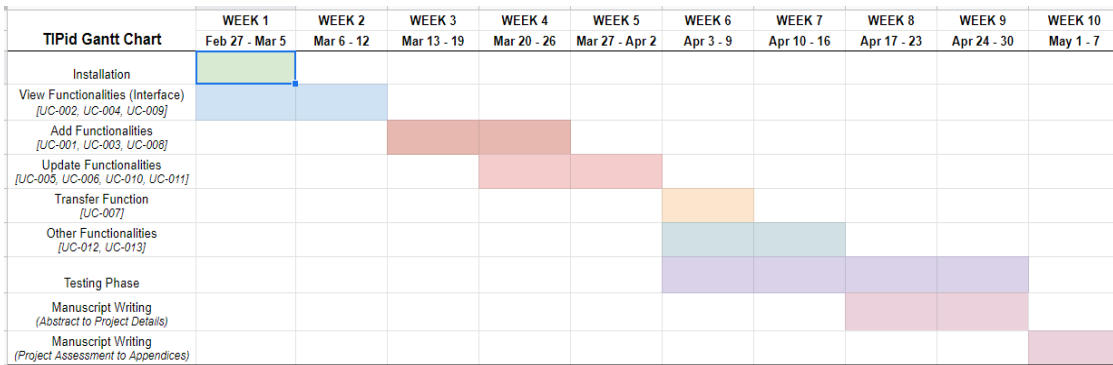 WEEK 1 WEEK 2 WEEK 3 WEEK 4 WEEK 5 WEEK 6 WEEK 7 WEEK 8 WEEK 9 WEEK 10
TIPid Gantt Chart Feb 27 - Mar 5 Mar 6 - 12 Mar 13 - 19 Mar 20 - 26 Mar 27 - Apr 2 Apr 3 - 9 Apr 10 - 16 Apr 17 - 23 Apr 24 - 30 May 1 - 7
Installation
View Functionalities (Interface)
[UC-002, UC-004, UC-009]
Add Functionalities
[UC-001, UC-003, UC-008]
Update Functionalities
[UC-005, UC-006, UC-010, UC-011]
Transfer Function
[UC-007]
Other Functionalities
[UC-012, UC-013]
Testing Phase
Manuscript Writing
(Abstract to Project Details)
Manuscript Writing
(Project Assessment to Appendices)